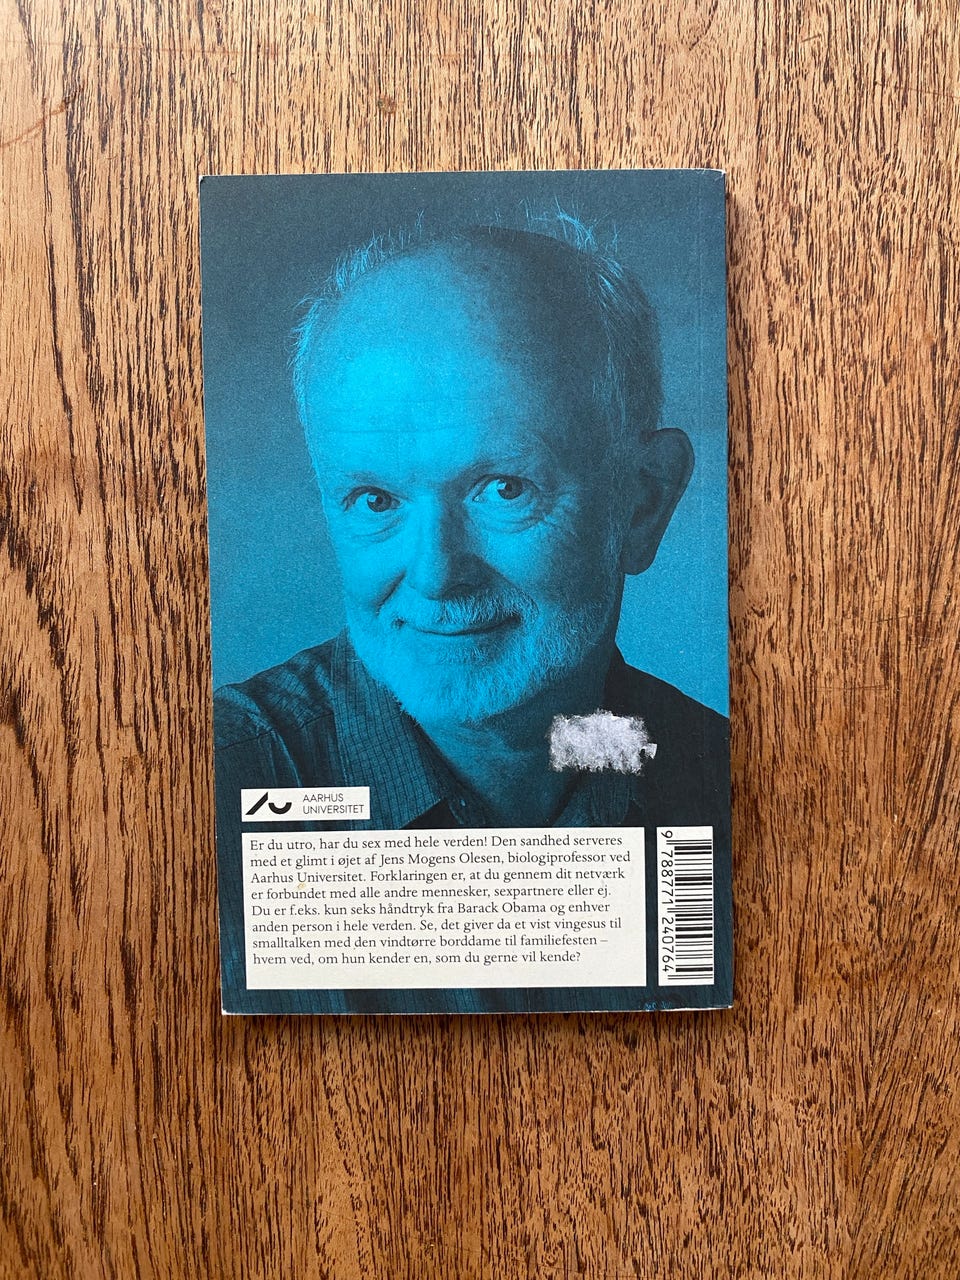 AARHUS
UNIVERSITET
Er du utro, har du sex med hele verden! Den sandhed serveres
med et glimt i øjet af Jens Mogens Olesen, biologiprofessor ved
Aarhus Universitet. Forklaringen er, at du gennem dit netværk
er forbundet med alle andre mennesker, sexpartnere eller ej.
Du er f.eks. kun seks håndtryk fra Barack Obama og enhver
anden person i hele verden. Se, det giver da et vist vingesus til
smalltalken med den vindtørre borddame til familiefesten –
hvem ved, om hun kender en, som du gerne vil kende?
9 788771 240764